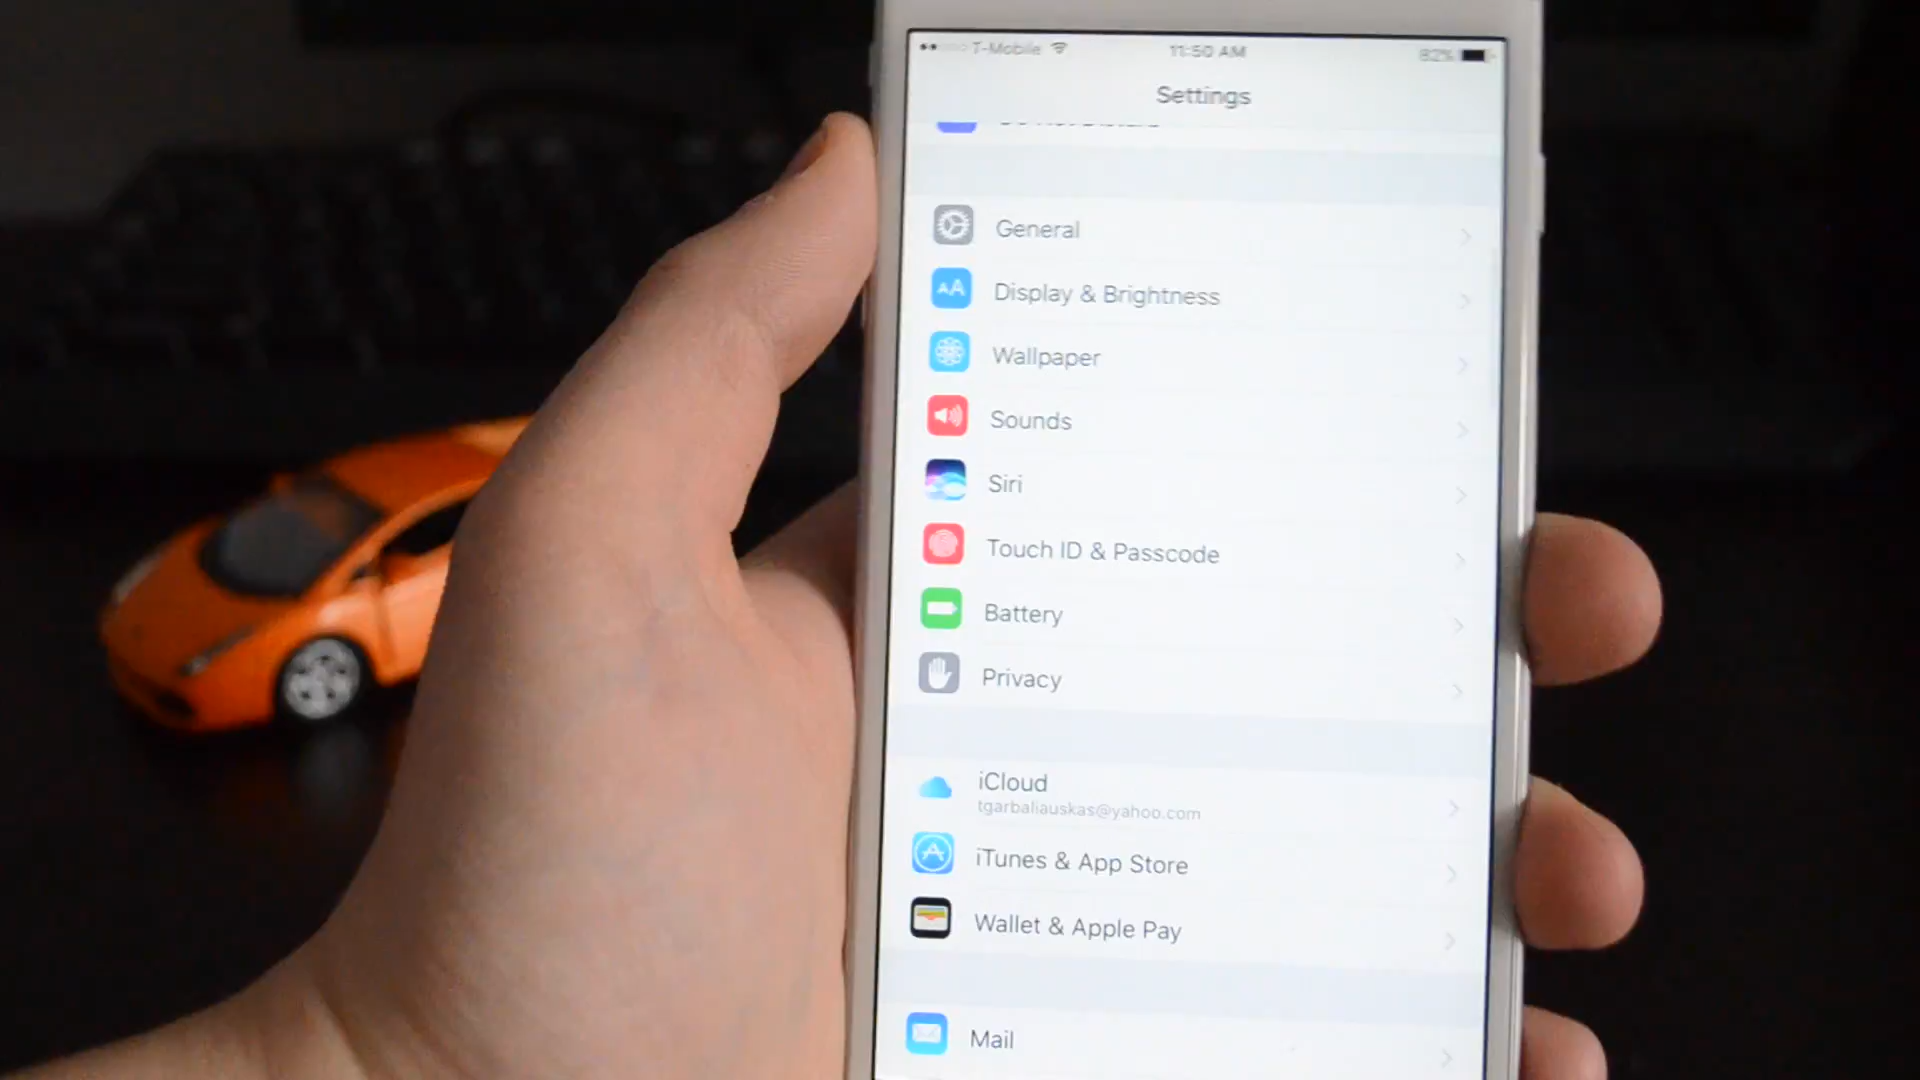 T-Mobile 11:50 AM 82%
Settings
General
AA Display & Brightness
Wallpaper
Sounds
Siri
Touch ID & Passcode
Battery
Privacy
iCloud
tgarbaliauskas@yahoo.com
iTunes & App Store
Wallet & Apple Pay
Mail